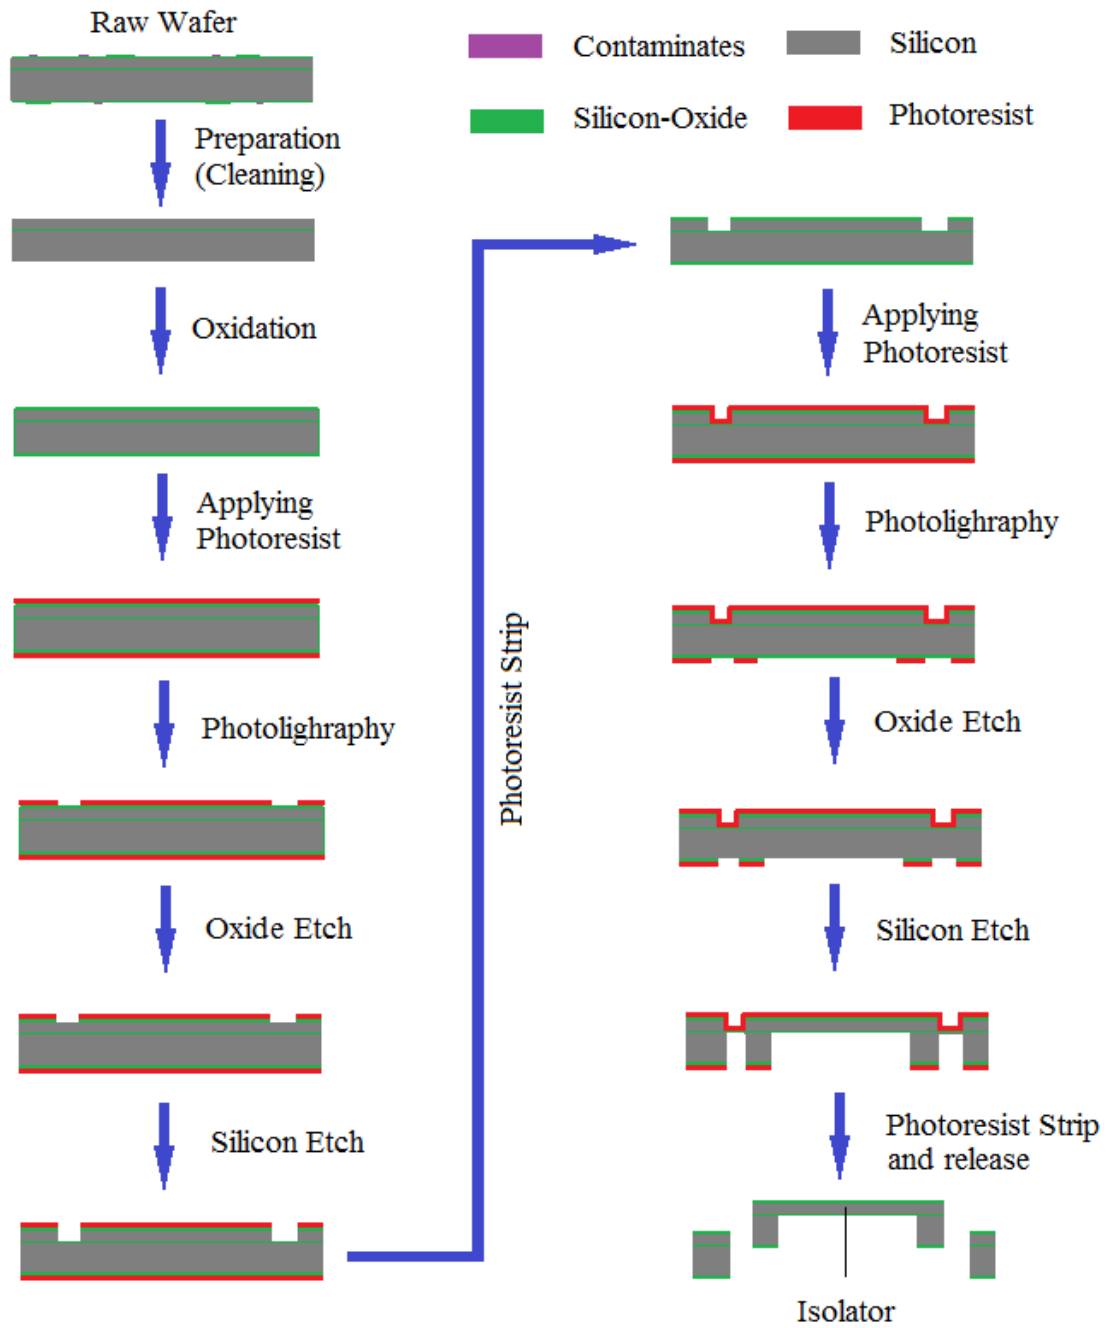 Raw Wafer
Contaminates
Silicon
Silicon-Oxide
Photoresist
Preparation
(Cleaning)
Oxidation
Applying
Photoresist
Photolighraphy
Oxide Etch
Silicon Etch
Photoresist Strip
Applying
Photoresist
Photolighraphy
Oxide Etch
Silicon Etch
Photoresist Strip
and release
Isolator